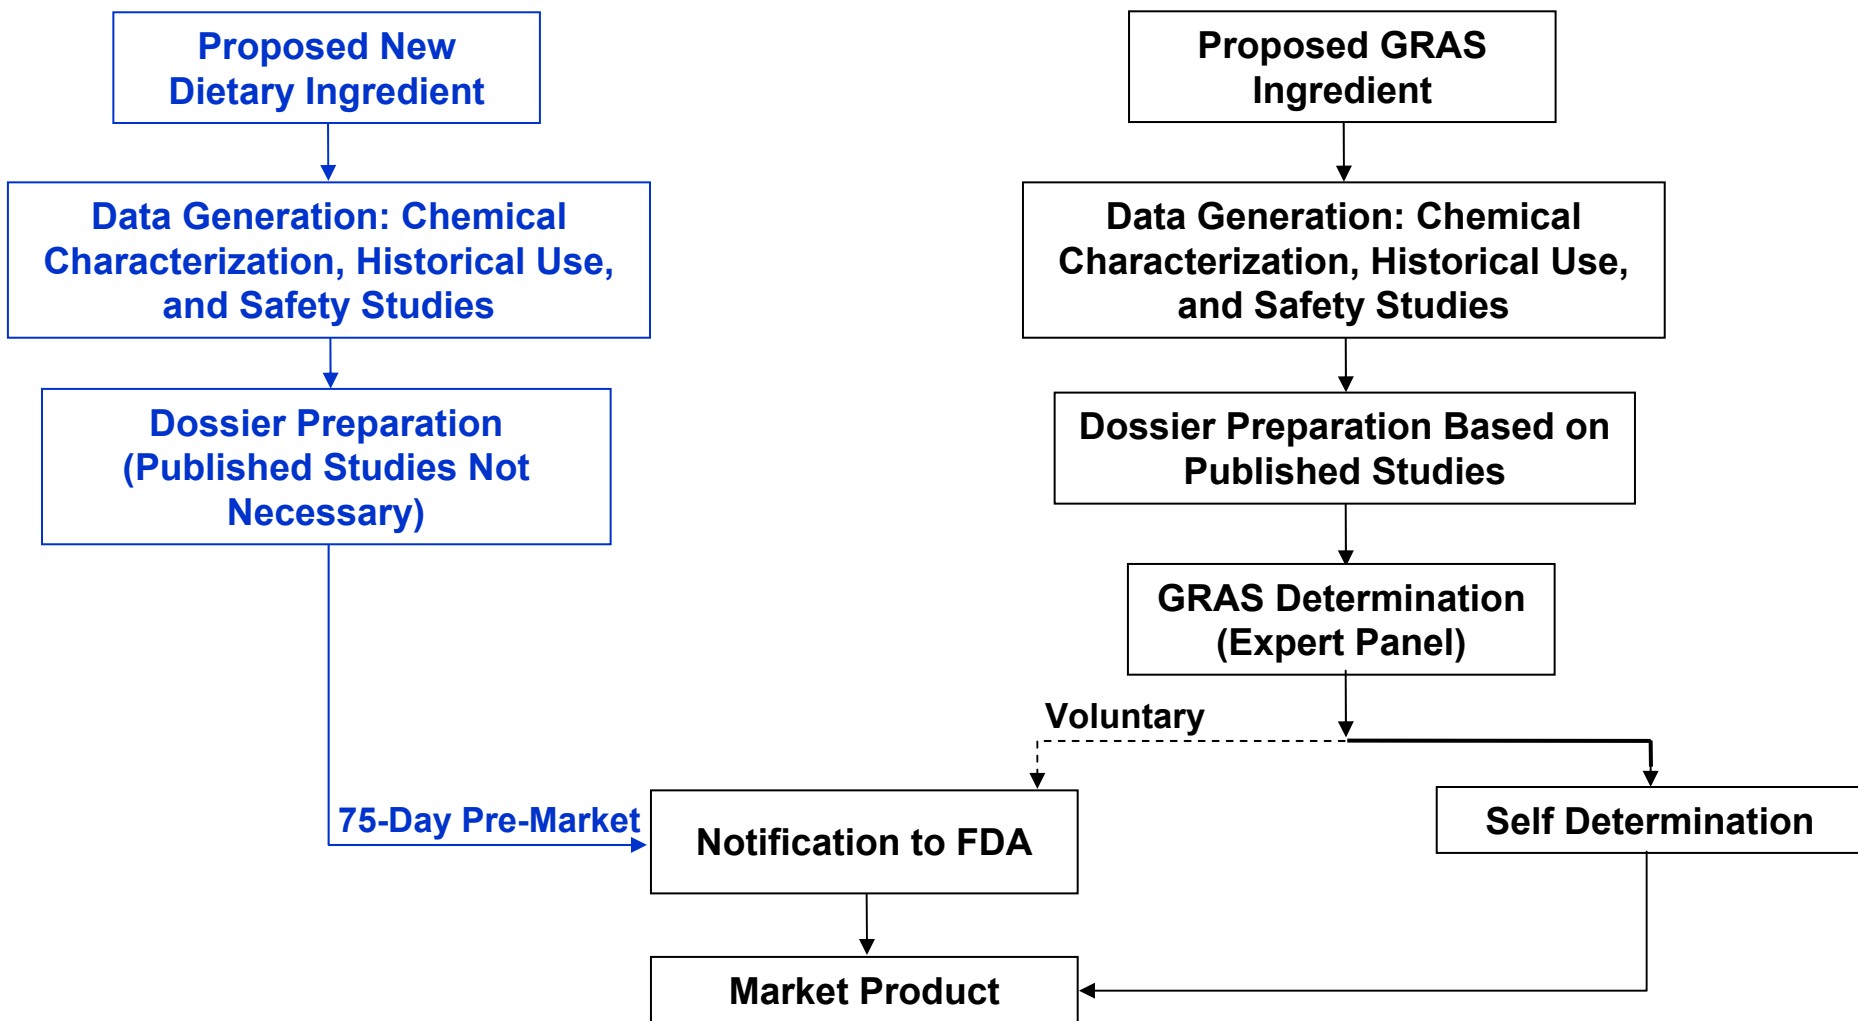 Proposed New
Dietary Ingredient
Data Generation: Chemical
Characterization, Historical Use,
and Safety Studies
Dossier Preparation
(Published Studies Not
Necessary)
75-Day Pre-Market
Proposed GRAS
Ingredient
Data Generation: Chemical
Characterization, Historical Use,
and Safety Studies
Dossier Preparation Based on
Published Studies
GRAS Determination
(Expert Panel)
Voluntary
Notification to FDA
Self Determination
Market Product